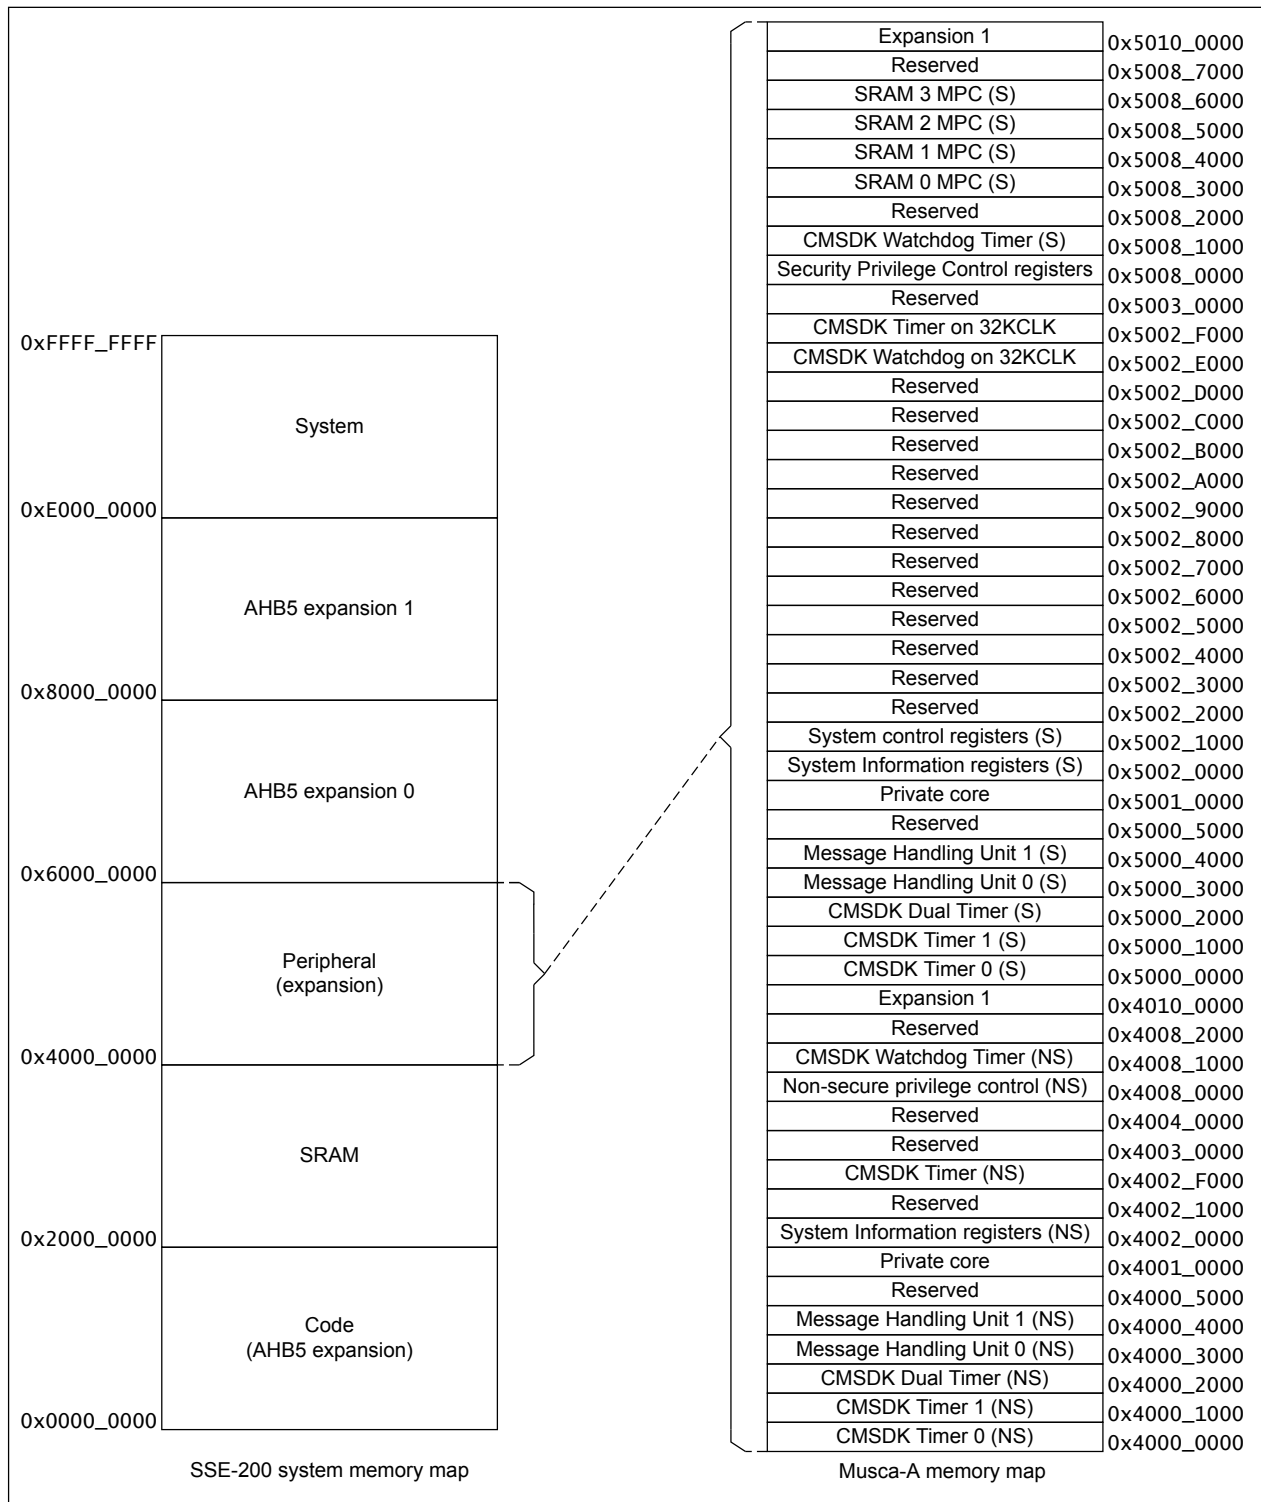 0xFFFF_FFFF
System
0xE000_0000
AHB5 expansion 1
0x8000_0000
AHB5 expansion 0
0x6000_0000
Peripheral
(expansion)
0x4000_0000
SRAM
0x2000_0000
Code
(AHB5 expansion)
0x0000_0000
SSE-200 system memory map
Expansion 1 0x5010_0000
Reserved 0x5008_7000
SRAM 3 MPC (S) 0x5008_6000
SRAM 2 MPC (S) 0x5008_5000
SRAM 1 MPC (S) 0x5008_4000
SRAM 0 MPC (S) 0x5008_3000
Reserved 0x5008_2000
CMSDK Watchdog Timer (S) 0x5008_1000
Security Privilege Control registers 0x5008_0000
Reserved 0x5003_0000
CMSDK Timer on 32KCLK 0x5002_F000
CMSDK Watchdog on 32KCLK 0x5002_E000
Reserved 0x5002_D000
Reserved 0x5002_C000
Reserved 0x5002_B000
Reserved 0x5002_A000
Reserved 0x5002_9000
Reserved 0x5002_8000
Reserved 0x5002_7000
Reserved 0x5002_6000
Reserved 0x5002_5000
Reserved 0x5002_4000
Reserved 0x5002_3000
Reserved 0x5002_2000
System control registers (S) 0x5002_1000
System Information registers (S) 0x5002_0000
Private core 0x5001_0000
Reserved 0x5000_5000
Message Handling Unit 1 (S) 0x5000_4000
Message Handling Unit 0 (S) 0x5000_3000
CMSDK Dual Timer (S) 0x5000_2000
CMSDK Timer 1 (S) 0x5000_1000
CMSDK Timer 0 (S) 0x5000_0000
Expansion 1 0x4010_0000
Reserved 0x4008_2000
CMSDK Watchdog Timer (NS) 0x4008_1000
Non-secure privilege control (NS) 0x4008_0000
Reserved 0x4004_0000
Reserved 0x4003_0000
CMSDK Timer (NS) 0x4002_F000
Reserved 0x4002_1000
System Information registers (NS) 0x4002_0000
Private core 0x4001_0000
Reserved 0x4000_5000
Message Handling Unit 1 (NS) 0x4000_4000
Message Handling Unit 0 (NS) 0x4000_3000
CMSDK Dual Timer (NS) 0x4000_2000
CMSDK Timer 1 (NS) 0x4000_1000
CMSDK Timer 0 (NS) 0x4000_0000
Musca-A memory map